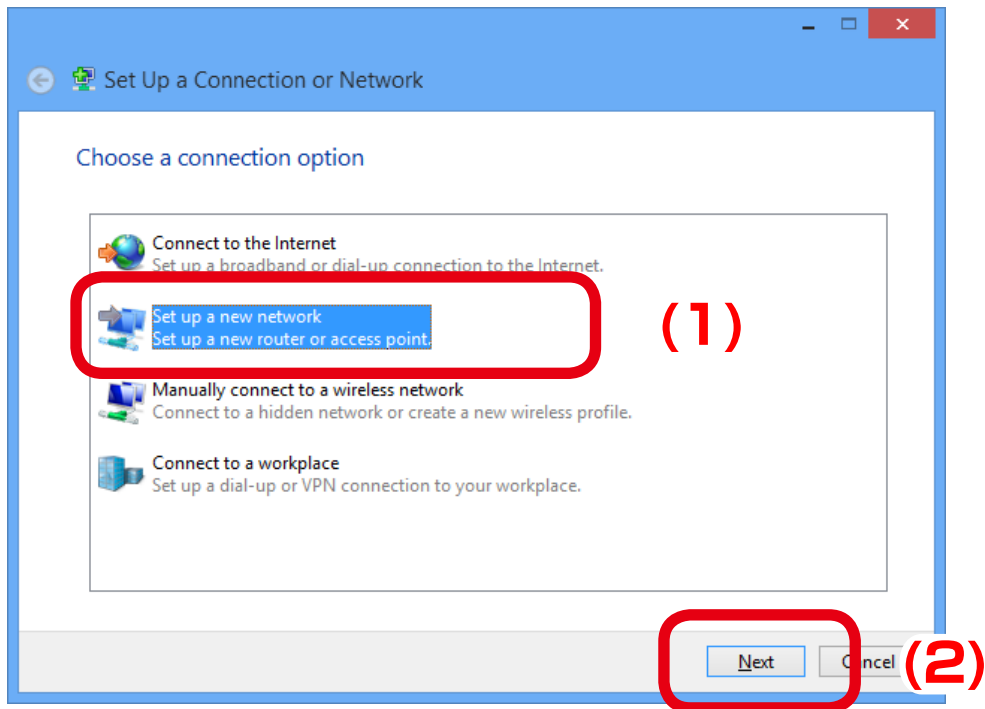 Set Up a Connection or Network
Choose a connection option
Connect to the Internet
Set up a broadband or dial-up connection to the Internet.
Set up a new network
Set up a new router or access point.
(1)
Manually connect to a wireless network
Connect to a hidden network or create a new wireless profile.
Connect to a workplace
Set up a dial-up or VPN connection to your workplace.
Next
Cancel
(2)